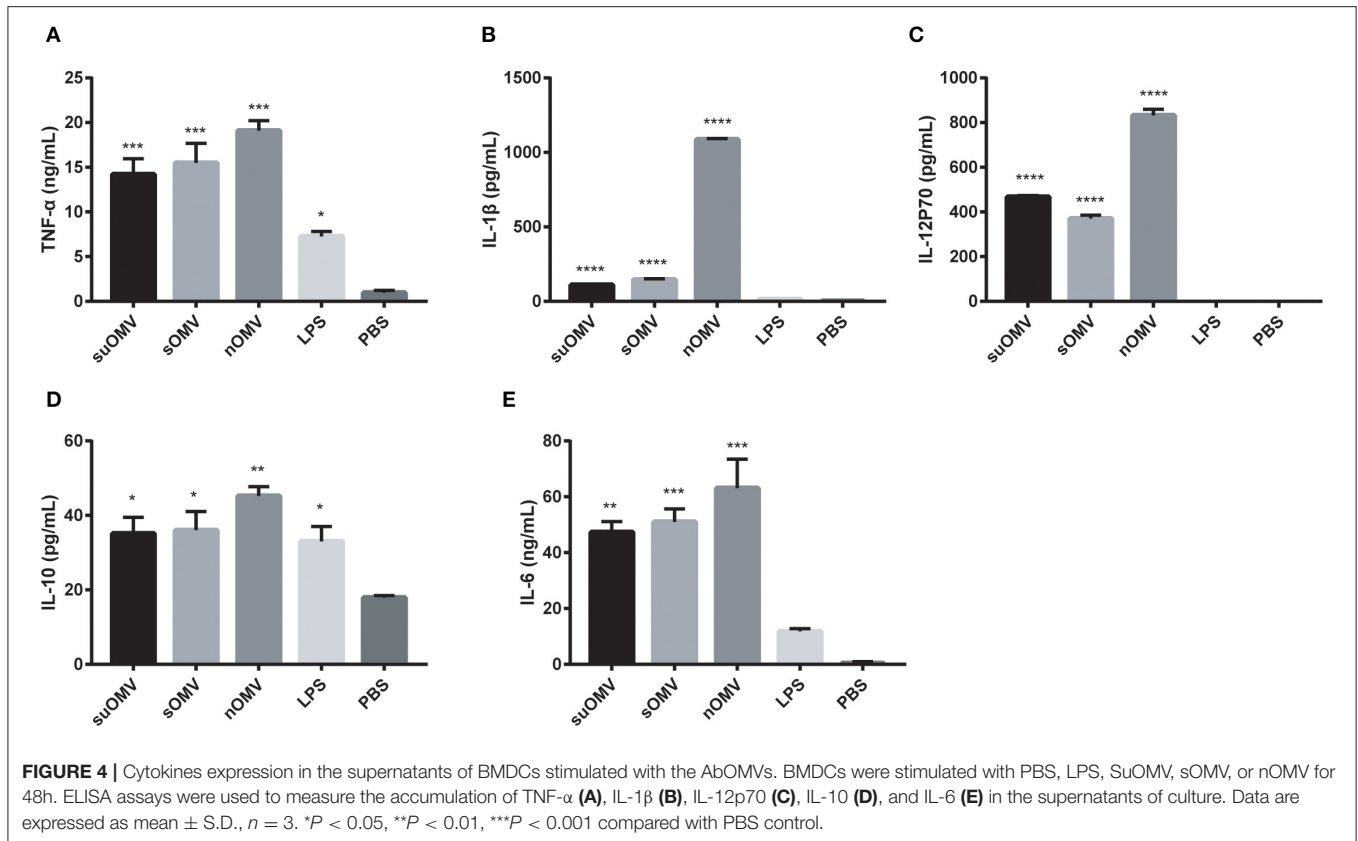 A
TNF-α (ng/mL)
25
20
15
10
5
0
***
***
***
*
suOMV
sOMV
nOMV
LPS
PBS
B
IL-1β (pg/mL)
1500
1000
500
0
****
****
****
suOMV
sOMV
nOMV
LPS
PBS
C
IL-12P70 (pg/mL)
1000
800
600
400
200
0
****
****
****
suOMV
sOMV
nOMV
LPS
PBS
D
IL-10 (pg/mL)
60
40
20
0
*
*
**
*
suOMV
sOMV
nOMV
LPS
PBS
E
IL-6 (ng/mL)
80
60
40
20
0
**
***
***
suOMV
sOMV
nOMV
LPS
PBS
FIGURE 4 | Cytokines expression in the supernatants of BMDCs stimulated with the AbOMVs. BMDCs were stimulated with PBS, LPS, SuOMV, sOMV, or nOMV for
48h. ELISA assays were used to measure the accumulation of TNF-α (A), IL-1β (B), IL-12p70 (C), IL-10 (D), and IL-6 (E) in the supernatants of culture. Data are
expressed as mean ± S.D., n = 3. *P < 0.05, **P < 0.01, ***P < 0.001 compared with PBS control.